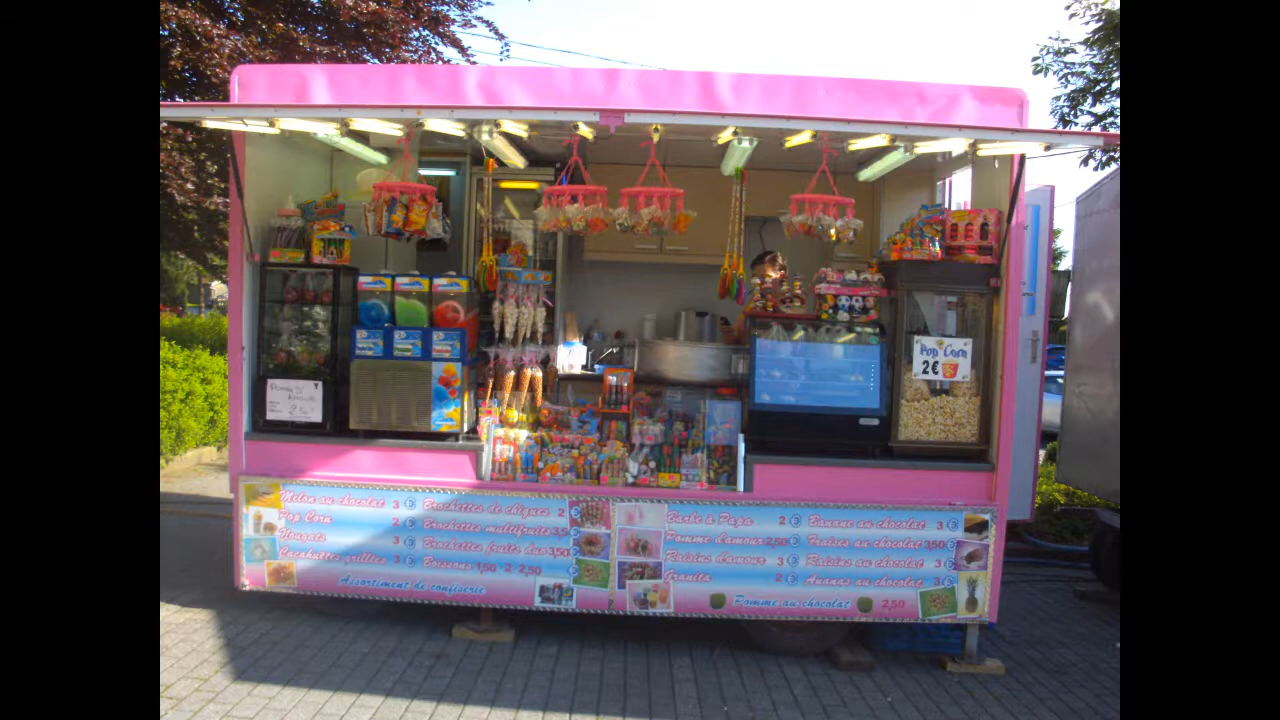 Pop Corn
2€
Melon au chocolat 3 €
Pop Corn 2 €
Nougats 3 €
Cacahuètes grillées 3 €
Brochettes de chiques 2
Brochettes multifruits 3,50
Brochette fruits duo 3,50
Boissons 1,50 2 2,50
Assortiment de confiserie
Barbe à Papa 2 €
Pomme d'amour 2,50 €
Raisins d'amour 3 €
Granita 2 €
Banane au chocolat 3 €
Fraises au chocolat 3,50 €
Raisins au chocolat 3 €
Ananas au chocolat 3 €
Pomme au chocolat 2,50